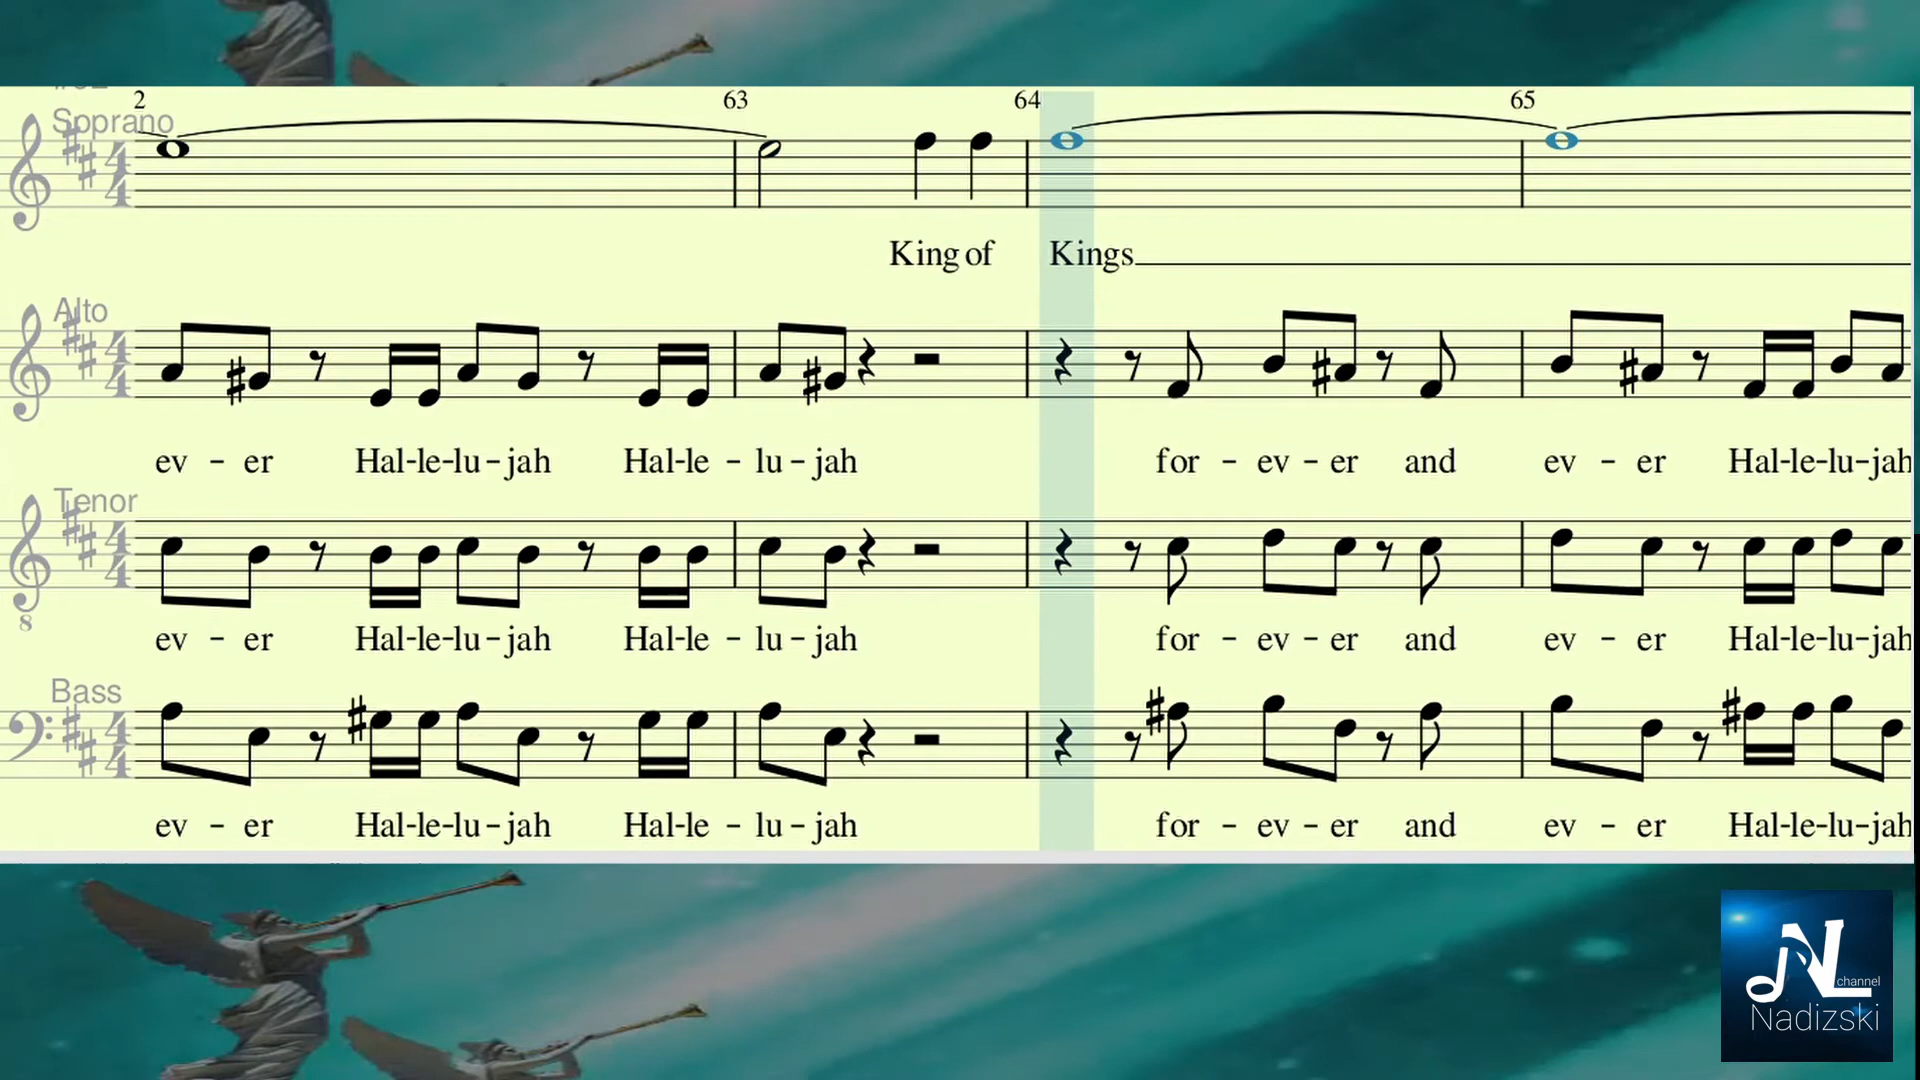 2 63 64 65
Soprano
King of Kings
Alto
ev - er Hal-le-lu-jah Hal-le - lu-jah for - ev - er and ev - er Hal-le-lu-jah
Tenor
8
ev - er Hal-le-lu-jah Hal-le - lu-jah for - ev - er and ev - er Hal-le-lu-jah
Bass
ev - er Hal-le-lu-jah Hal-le - lu-jah for - ev - er and ev - er Hal-le-lu-jah
NL
channel
Nadizski